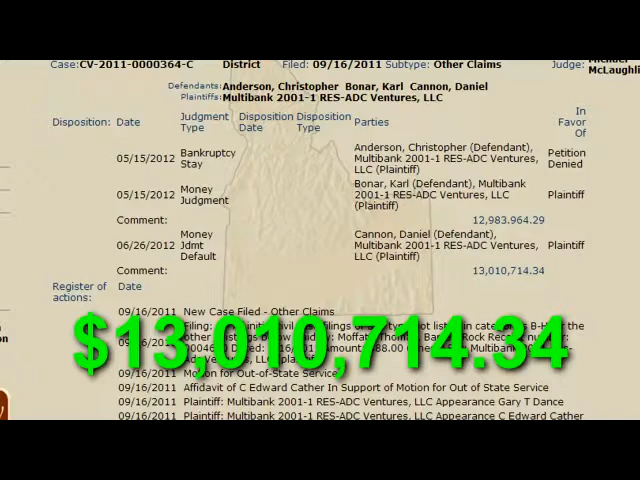 Case:CV-2011-0000364-C District Filed: 09/16/2011 Subtype: Other Claims Judge: Michael McLaughlin
Defendants: Anderson, Christopher Bonar, Karl Cannon, Daniel
Plaintiffs: Multibank 2001-1 RES-ADC Ventures, LLC
Disposition: Date Judgment Type Disposition Date Disposition Type Parties In Favor Of
05/15/2012 Bankruptcy Stay Anderson, Christopher (Defendant), Multibank 2001-1 RES-ADC Ventures, LLC (Plaintiff) Petition Denied
05/15/2012 Money Judgment Bonar, Karl (Defendant), Multibank 2001-1 RES-ADC Ventures, LLC (Plaintiff) Plaintiff
Comment: 12,983.964.29
06/26/2012 Money Jdmt Default Cannon, Daniel (Defendant), Multibank 2001-1 RES-ADC Ventures, LLC (Plaintiff) Plaintiff
Comment: 13,010,714.34
Register of actions: Date
09/16/2011 New Case Filed - Other Claims
$13,010,714.34
09/16/2011 Motion for Out-of-State Service
09/16/2011 Affidavit of C Edward Cather In Support of Motion for Out of State Service
09/16/2011 Plaintiff: Multibank 2001-1 RES-ADC Ventures, LLC Appearance Gary T Dance
09/16/2011 Plaintiff: Multibank 2001-1 RES-ADC Ventures, LLC Appearance C Edward Cather